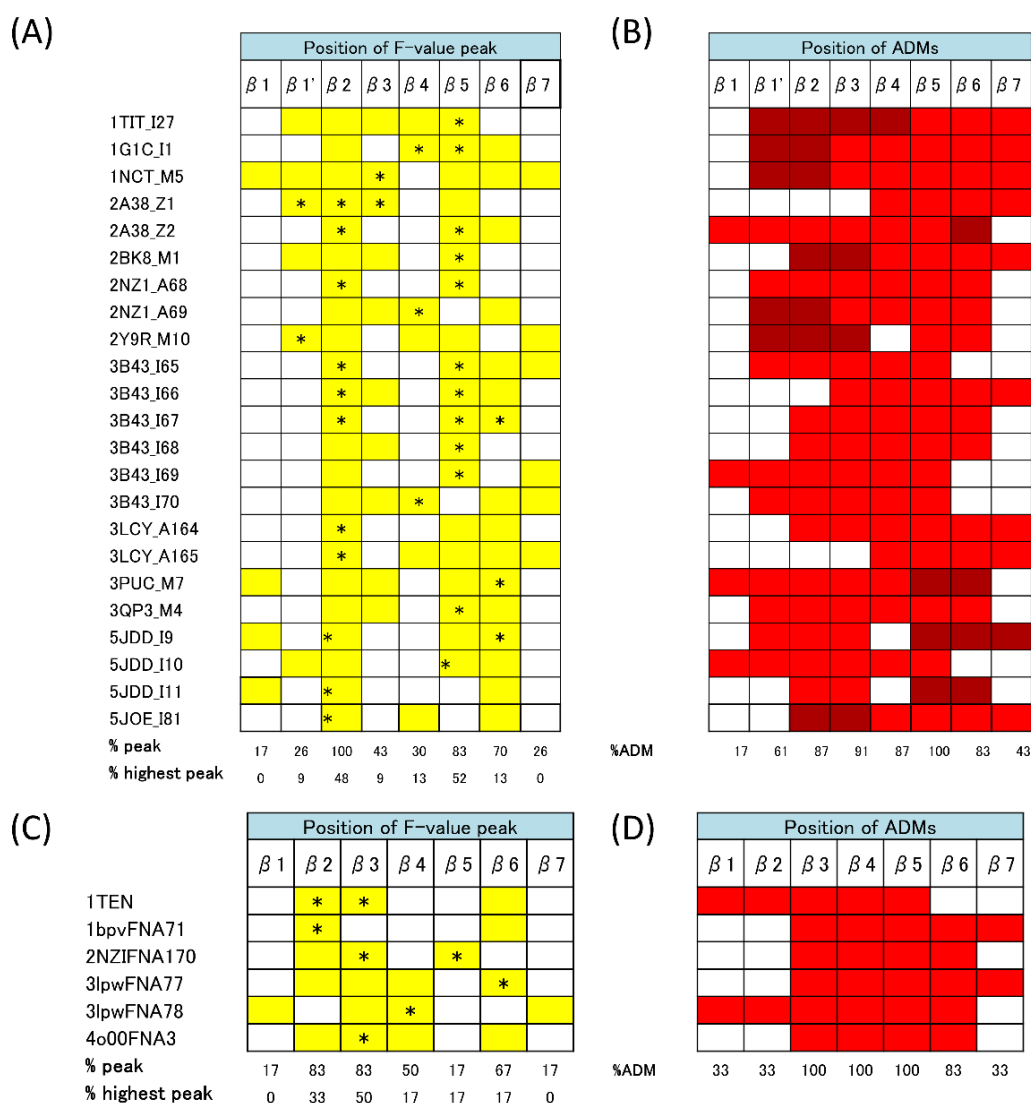 (A)
Position of F-value peak
β1 β1' β2 β3 β4 β5 β6 β7
1TIT_I27 *
1G1C_I1 * *
1NCT_M5 *
2A38_Z1 * * *
2A38_Z2 * *
2BK8_M1 *
2NZ1_A68 * *
2NZ1_A69 *
2Y9R_M10 *
3B43_I65 * *
3B43_I66 * *
3B43_I67 * * *
3B43_I68 *
3B43_I69 *
3B43_I70 *
3LCY_A164 *
3LCY_A165 *
3PUC_M7 *
3QP3_M4 *
5JDD_I9 * *
5JDD_I10 *
5JDD_I11 *
5JOE_I81 *
% peak 17 26 100 43 30 83 70 26
% highest peak 0 9 48 9 13 52 13 0
(B)
Position of ADMs
β1 β1' β2 β3 β4 β5 β6 β7
%ADM 17 61 87 91 87 100 83 43
(C)
Position of F-value peak
β1 β2 β3 β4 β5 β6 β7
1TEN * *
1bpvFNA71 *
2NZIFNA170 * *
3lpwFNA77 *
3lpwFNA78 *
4o00FNA3 *
% peak 17 83 83 50 17 67 17
% highest peak 0 33 50 17 17 17 0
(D)
Position of ADMs
β1 β2 β3 β4 β5 β6 β7
%ADM 33 33 100 100 100 83 33